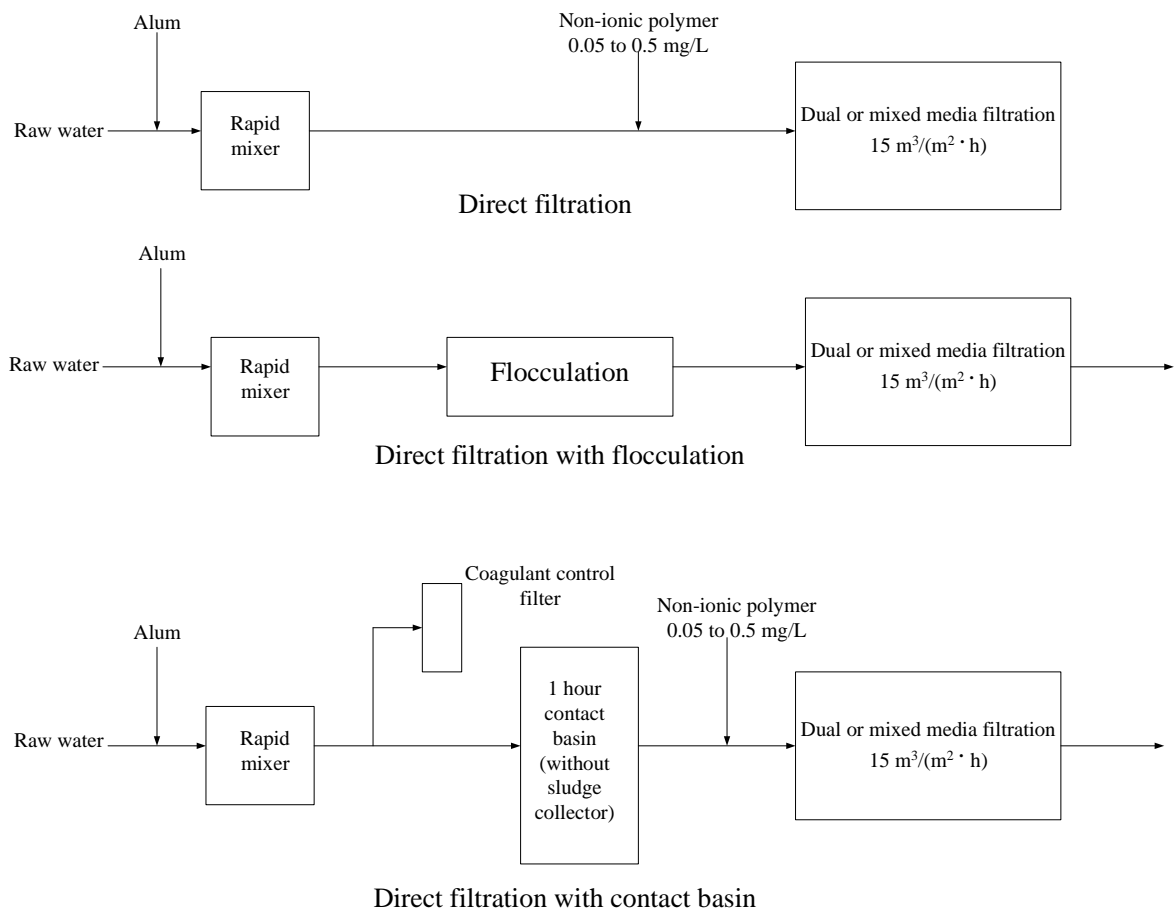 Alum
Non-ionic polymer
0.05 to 0.5 mg/L
Raw water
Rapid
mixer
Dual or mixed media filtration
15 m³/(m²·h)
Direct filtration
Alum
Raw water
Rapid
mixer
Flocculation
Dual or mixed media filtration
15 m³/(m²·h)
Direct filtration with flocculation
Coagulant control
filter
Alum
Non-ionic polymer
0.05 to 0.5 mg/L
Raw water
Rapid
mixer
1 hour
contact
basin
(without
sludge
collector)
Dual or mixed media filtration
15 m³/(m²·h)
Direct filtration with contact basin